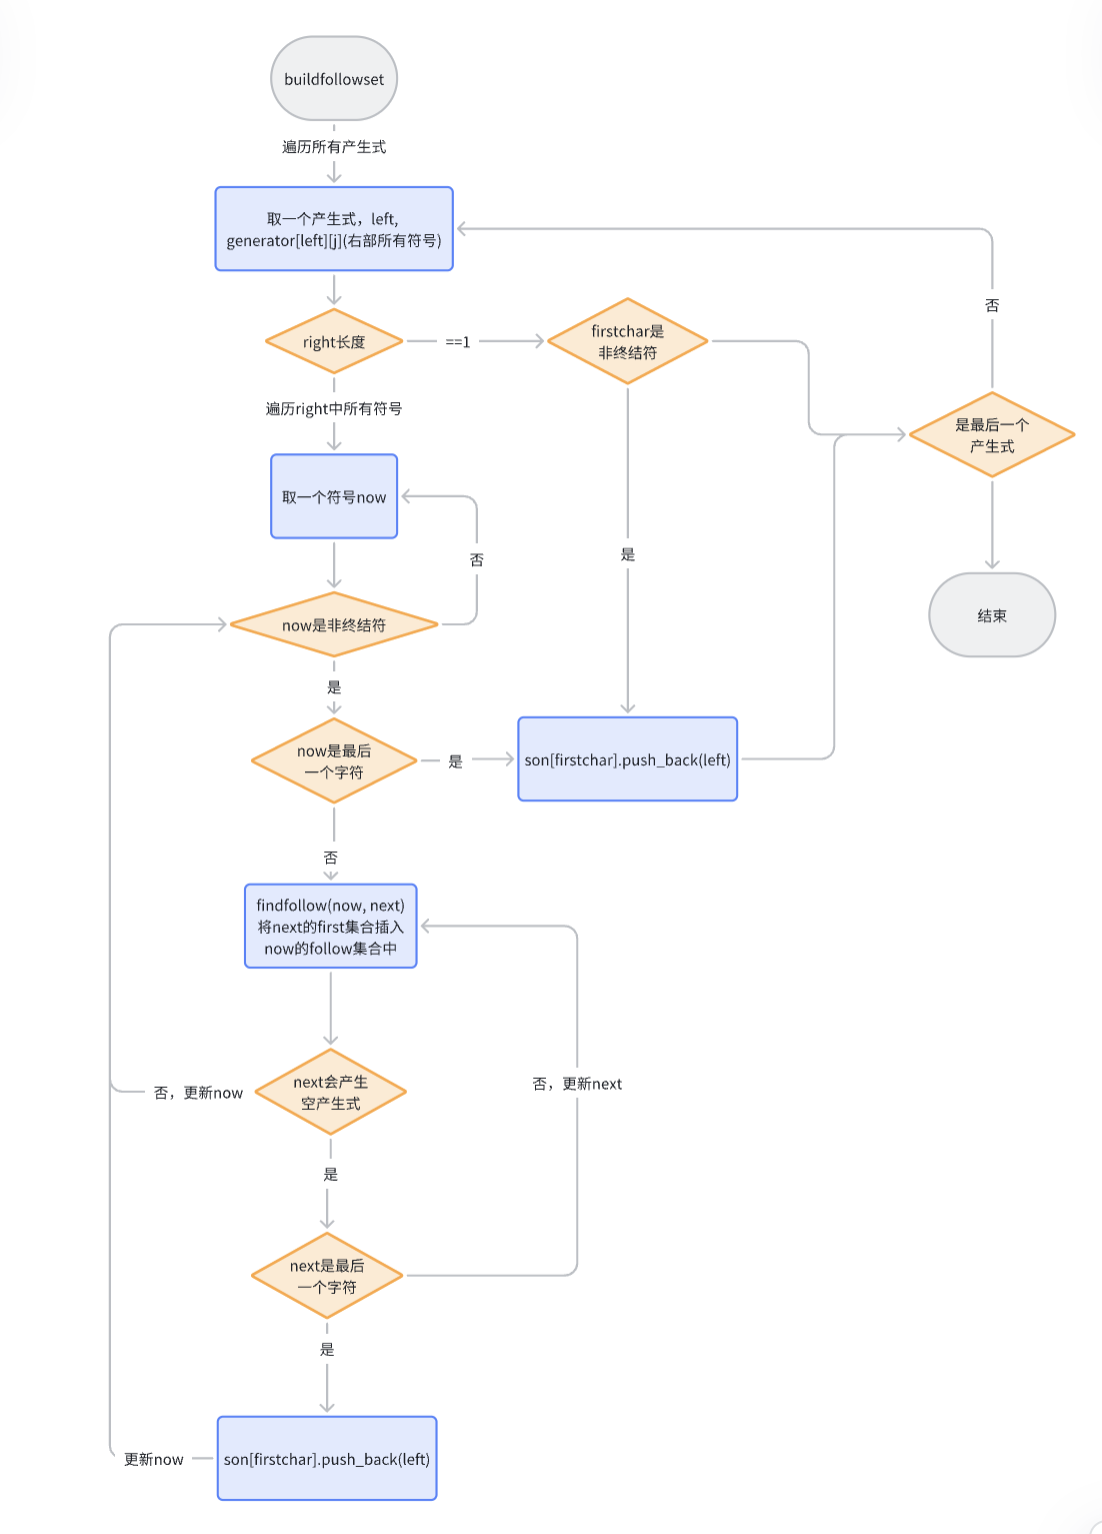 buildfollowset
遍历所有产生式
取一个产生式，left,
generator[left][j](右部所有符号)
否
right长度
==1
firstchar是
非终结符
遍历right中所有符号
是最后一个
产生式
取一个符号now
否
是
结束
now是非终结符
是
now是最后
一个字符
是
son[firstchar].push_back(left)
否
findfollow(now, next)
将next的first集合插入
now的follow集合中
否，更新next
否，更新now
next会产生
空产生式
是
next是最后
一个字符
是
更新now
son[firstchar].push_back(left)